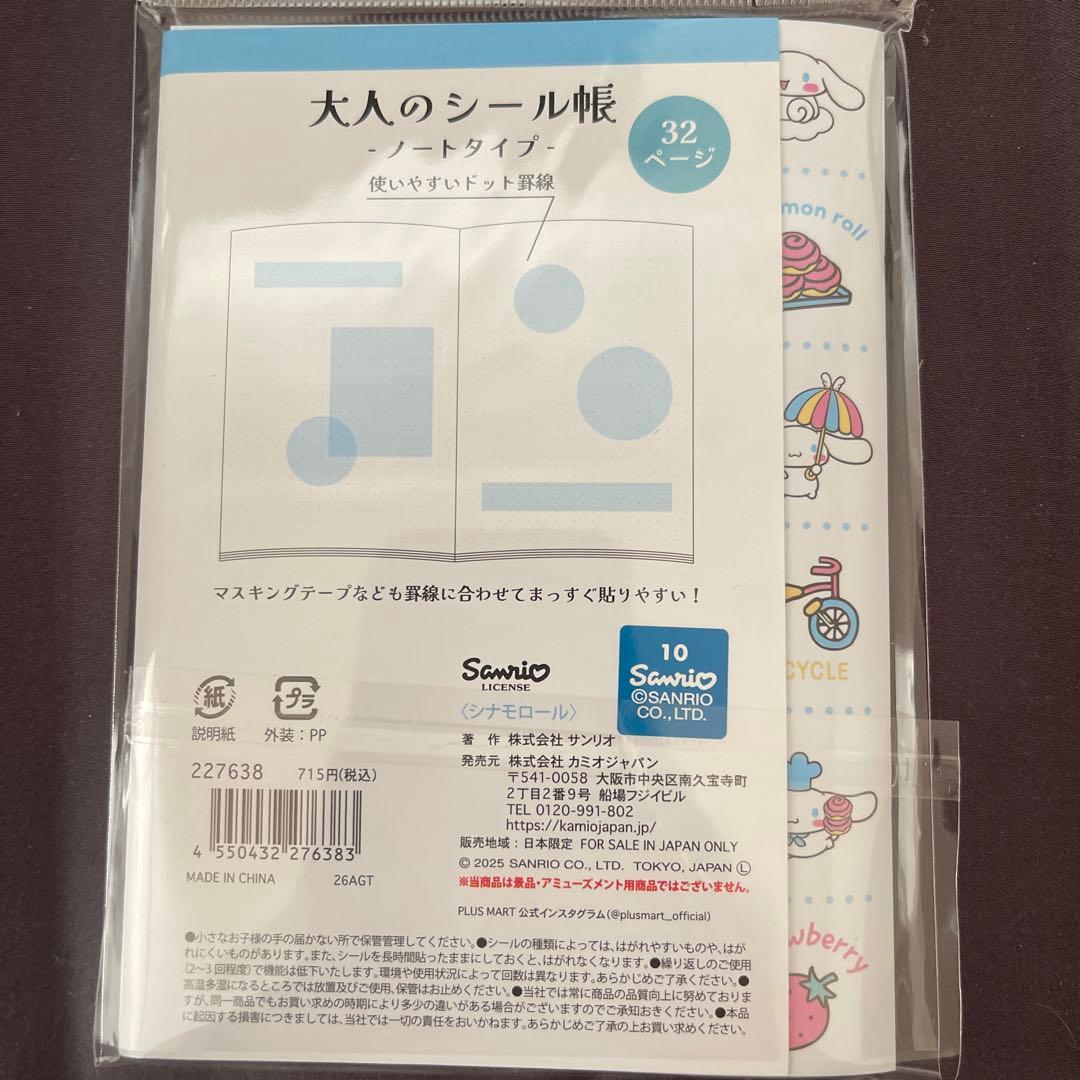 大人のシール帳
-ノートタイプ-
32
ページ
使いやすいドット罫線
マスキングテープなども罫線に合わせてまっすぐ貼りやすい!
紙
説明紙
プラ
外装:PP
Sanrio
LICENSE
〈シナモロール〉
10
Sanrio
©SANRIO
CO.,LTD.
著 作 株式会社 サンリオ
発売元 株式会社 カミオジャパン
〒541-0058 大阪市中央区南久宝寺町
2丁目2番9号 船場フジイビル
TEL 0120-991-802
https://kamiojapan.jp/
販売地域:日本限定 FOR SALE IN JAPAN ONLY
© 2025 SANRIO CO., LTD. TOKYO, JAPAN Ⓛ
※当商品は景品・アミューズメント用商品ではございません。
PLUS MART 公式インスタグラム(@plusmart_official)
227638 715円(税込)
4 550432 276383
MADE IN CHINA 26AGT
●小さなお子様の手の届かない所で保管管理してください。●シールの種類によっては、はがれやすいものや、はが
れにくいものがあります。また、シールを長時間貼ったままにしておくと、はがれなくなります。●繰り返しのご使用
(2〜3回程度)で機能は低下いたします。環境や使用状況によって回数は異なります。あらかじめご了承ください。●
高温多湿になるところでは放置及びご使用、保管はお止めください。●当社では常に商品の品質向上に努めておりま
すが、同一商品でもお買い求めの時期により多少の違いがある場合がございますのでご承知おきください。●本品
に起因する損害につきましては、当社では一切の責任をおいかねます。あらかじめご了承の上お買い求めください。
mon roll
CYCLE
wberry